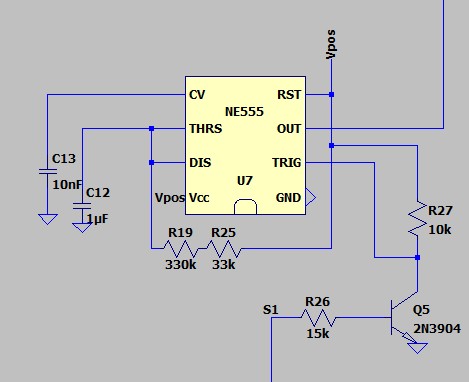 Vpos
CV
RST
NE555
THRS
OUT
C13
10nF
DIS
TRIG
C12
1µF
U7
Vpos
Vcc
GND
R27
10k
R19
R25
330k
33k
S1
R26
15k
Q5
2N3904